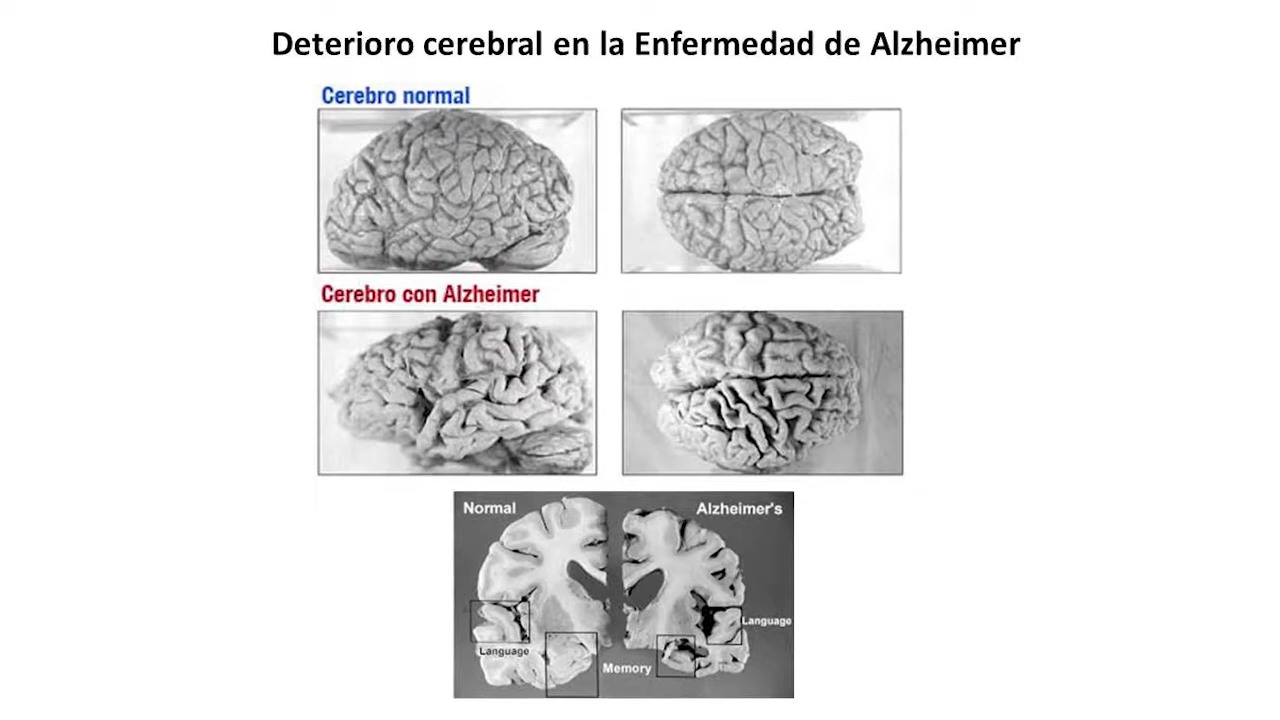 Deterioro cerebral en la Enfermedad de Alzheimer
Cerebro normal
Cerebro con Alzheimer
Normal
Alzheimer's
Language
Language
Memory